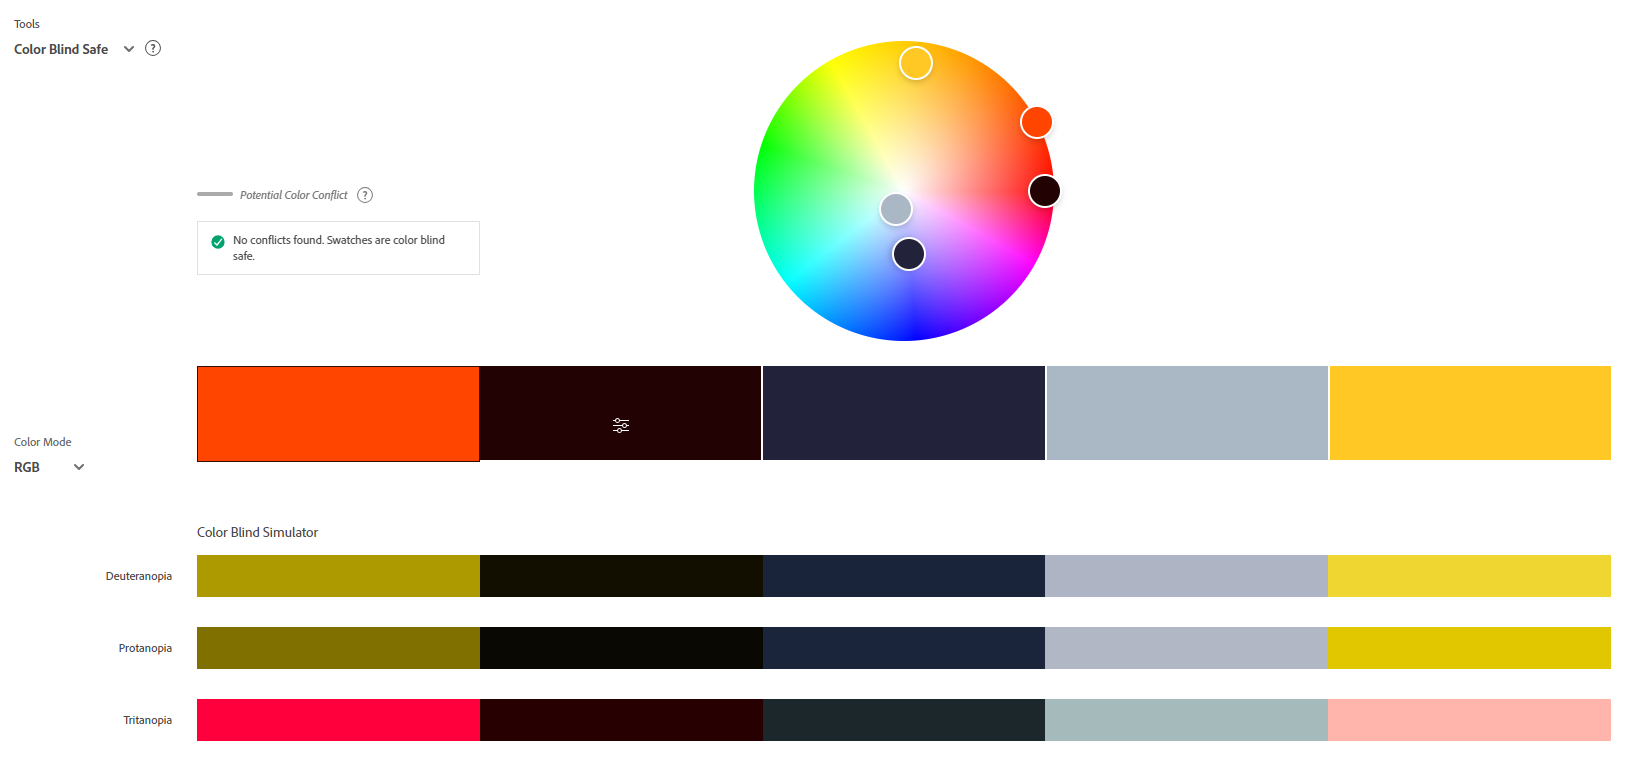 Tools
Color Blind Safe
?
Potential Color Conflict ?
No conflicts found. Swatches are color blind
safe.
Color Mode
RGB
Color Blind Simulator
Deuteranopia
Protanopia
Tritanopia